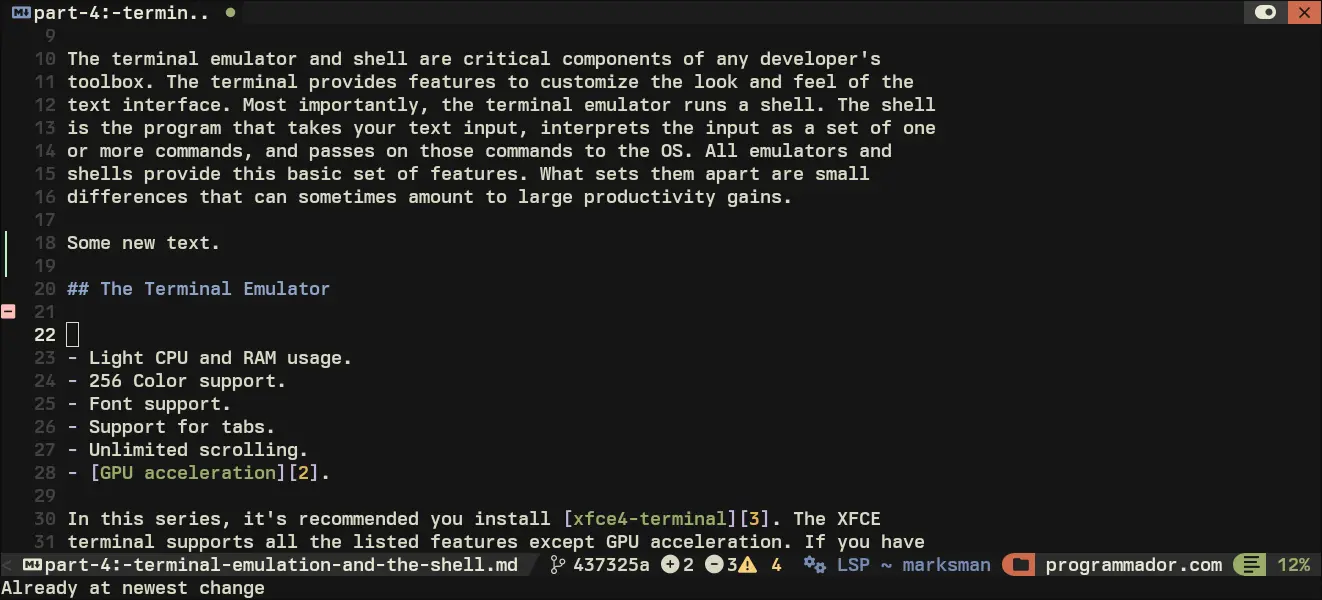 part-4:-termin..
9
10 The terminal emulator and shell are critical components of any developer's
11 toolbox. The terminal provides features to customize the look and feel of the
12 text interface. Most importantly, the terminal emulator runs a shell. The shell
13 is the program that takes your text input, interprets the input as a set of one
14 or more commands, and passes on those commands to the OS. All emulators and
15 shells provide this basic set of features. What sets them apart are small
16 differences that can sometimes amount to large productivity gains.
17
18 Some new text.
19
20 ## The Terminal Emulator
21
22
23 - Light CPU and RAM usage.
24 - 256 Color support.
25 - Font support.
26 - Support for tabs.
27 - Unlimited scrolling.
28 - [GPU acceleration][2].
29
30 In this series, it's recommended you install [xfce4-terminal][3]. The XFCE
31 terminal supports all the listed features except GPU acceleration. If you have
< M↓ part-4:-terminal-emulation-and-the-shell.md 437325a 2 3 4 LSP ~ marksman programmador.com 12%
Already at newest change